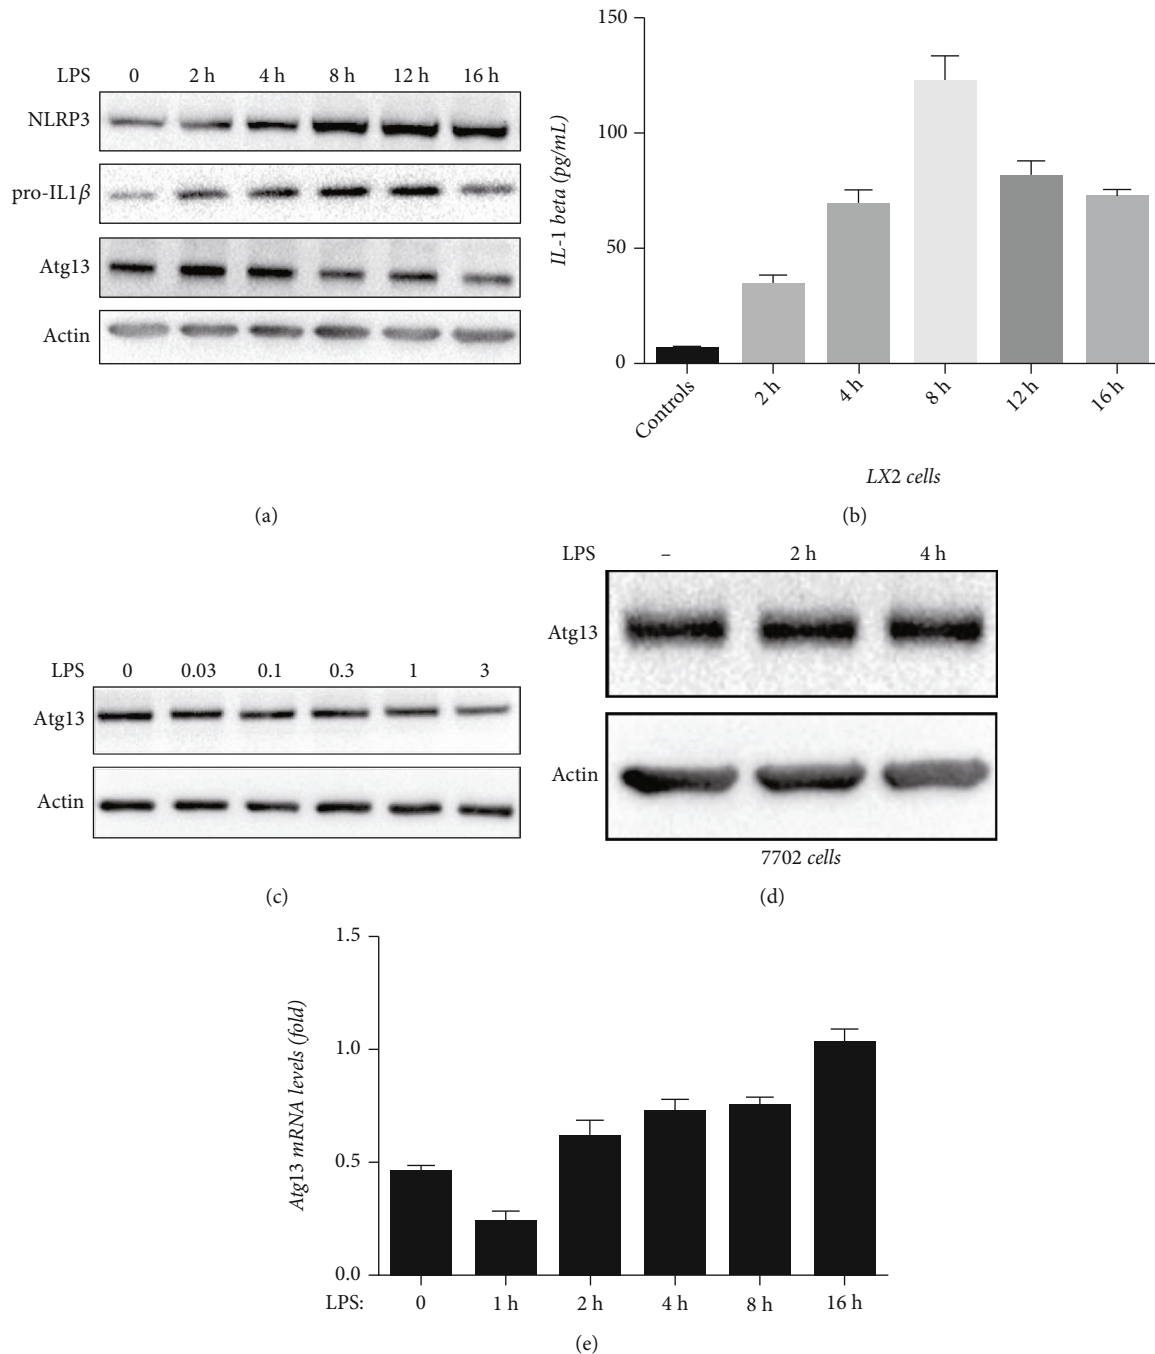 LPS 0 2 h 4 h 8 h 12 h 16 h
NLRP3
pro-IL1β
Atg13
Actin
(a)
150
100
50
0
IL-1 beta (pg/mL)
Controls 2 h 4 h 8 h 12 h 16 h
LX2 cells
(b)
LPS 0 0.03 0.1 0.3 1 3
Atg13
Actin
(c)
LPS – 2 h 4 h
Atg13
Actin
7702 cells
(d)
1.5
1.0
0.5
0.0
Atg13 mRNA levels (fold)
LPS: 0 1 h 2 h 4 h 8 h 16 h
(e)